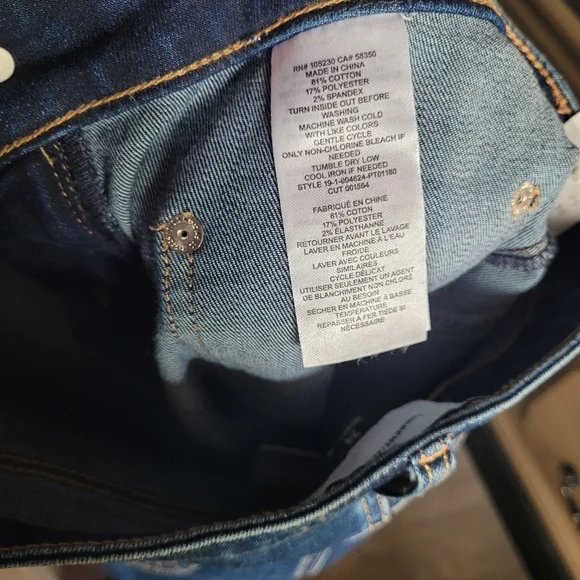 RN# 105230 CA# 58350
MADE IN CHINA
81% COTTON
17% POLYESTER
2% SPANDEX
TURN INSIDE OUT BEFORE
WASHING
MACHINE WASH COLD
WITH LIKE COLORS
GENTLE CYCLE
ONLY NON-CHLORINE BLEACH IF
NEEDED
TUMBLE DRY LOW
COOL IRON IF NEEDED
STYLE 19-1-004624-PT01180
CUT 001564
FABRIQUÉ EN CHINE
81% COTON
17% POLYESTER
2% ÉLASTHANNE
RETOURNER AVANT LE LAVAGE
LAVER EN MACHINE À L'EAU
FROIDE
LAVER AVEC COULEURS
SIMILAIRES
CYCLE DÉLICAT
UTILISER SEULEMENT UN AGENT
DE BLANCHIMENT NON CHLORÉ
AU BESOIN
SÉCHER EN MACHINE À BASSE
TEMPÉRATURE
REPASSER À FER TIÈDE SI
NÉCESSAIRE